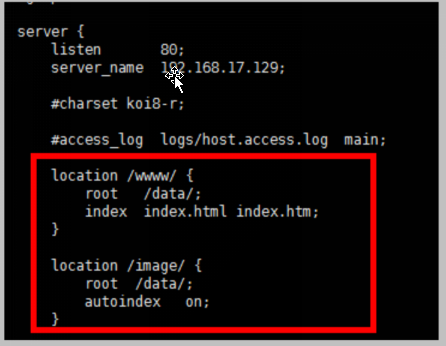 server {
listen 80;
server_name 192.168.17.129;
#charset koi8-r;
#access_log logs/host.access.log main;
location /www/ {
root /data/;
index index.html index.htm;
}
location /image/ {
root /data/;
autoindex on;
}